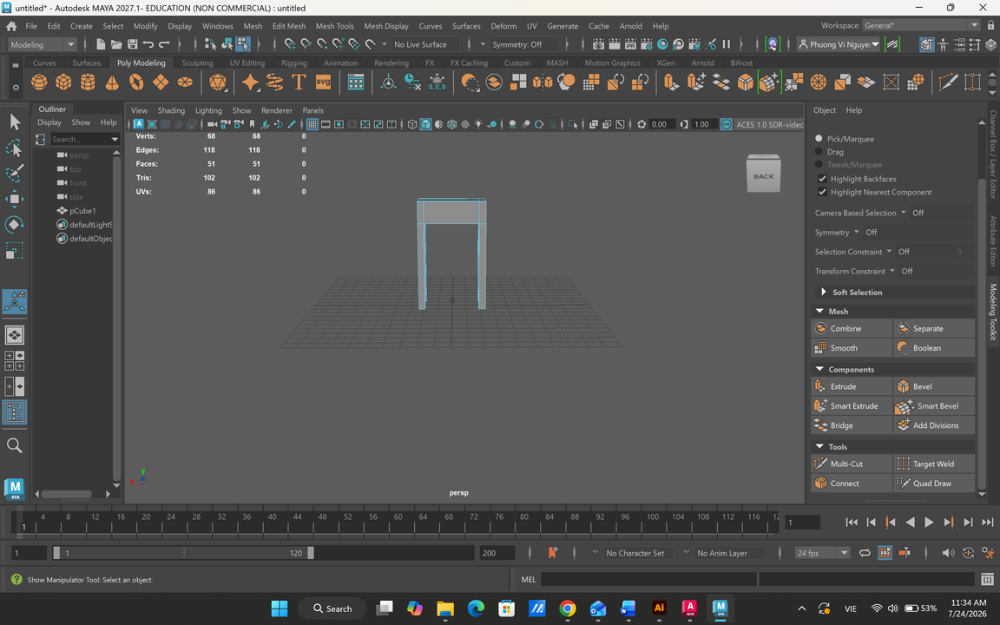 untitled* - Autodesk MAYA 2027.1- EDUCATION (NON COMMERCIAL) : untitled
File Edit Create Select Modify Display Windows Mesh Edit Mesh Mesh Tools Mesh Display Curves Surfaces Deform UV Generate Cache Arnold Help
Workspace: General*
Modeling
No Live Surface
Symmetry: Off
Phuong Vi Nguye
Curves Surfaces Poly Modeling Sculpting UV Editing Rigging Animation Rendering FX FX Caching Custom MASH Motion Graphics XGen Arnold Bifrost
T
SVG
0,0,0
Outliner
Display Show Help
Search...
persp
top
front
side
pCube1
defaultLightS
defaultObjec
View Shading Lighting Show Renderer Panels
0.00
1.00
ACES 1.0 SDR-videc
Verts: 68 68 0
Edges: 118 118 0
Faces: 51 51 0
Tris: 102 102 0
UVs: 86 86 0
BACK
y
z
x
persp
Object Help
Pick/Marquee
Drag
Tweak/Marquee
Highlight Backfaces
Highlight Nearest Component
Camera Based Selection Off
Symmetry Off
Selection Constraint Off 0
Transform Constraint Off
Soft Selection
Mesh
Combine Separate
Smooth Boolean
Components
Extrude Bevel
Smart Extrude Smart Bevel
Bridge Add Divisions
Tools
Multi-Cut Target Weld
Connect Quad Draw
Channel Box / Layer Editor
Attribute Editor
Modeling Toolkit
M
AYA
4 8 12 16 20 24 28 32 36 40 44 48 52 56 60 64 68 72 76 80 84 88 92 96 100 104 108 112 116 12
1
1
1
1
120
200
No Character Set
No Anim Layer
24 fps
Show Manipulator Tool: Select an object.
MEL
Search
VIE
53%
11:34 AM
7/24/2026